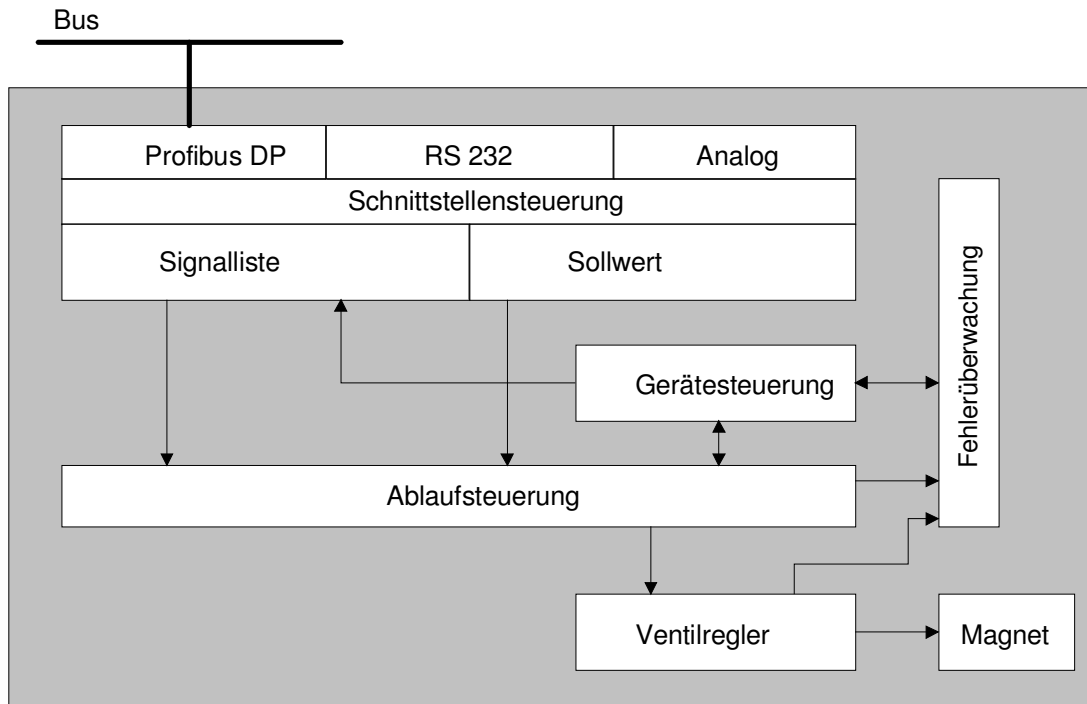 Bus
Profibus DP
RS 232
Analog
Schnittstellensteuerung
Signalliste
Sollwert
Gerätesteuerung
Fehlerüberwachung
Ablaufsteuerung
Ventilregler
Magnet